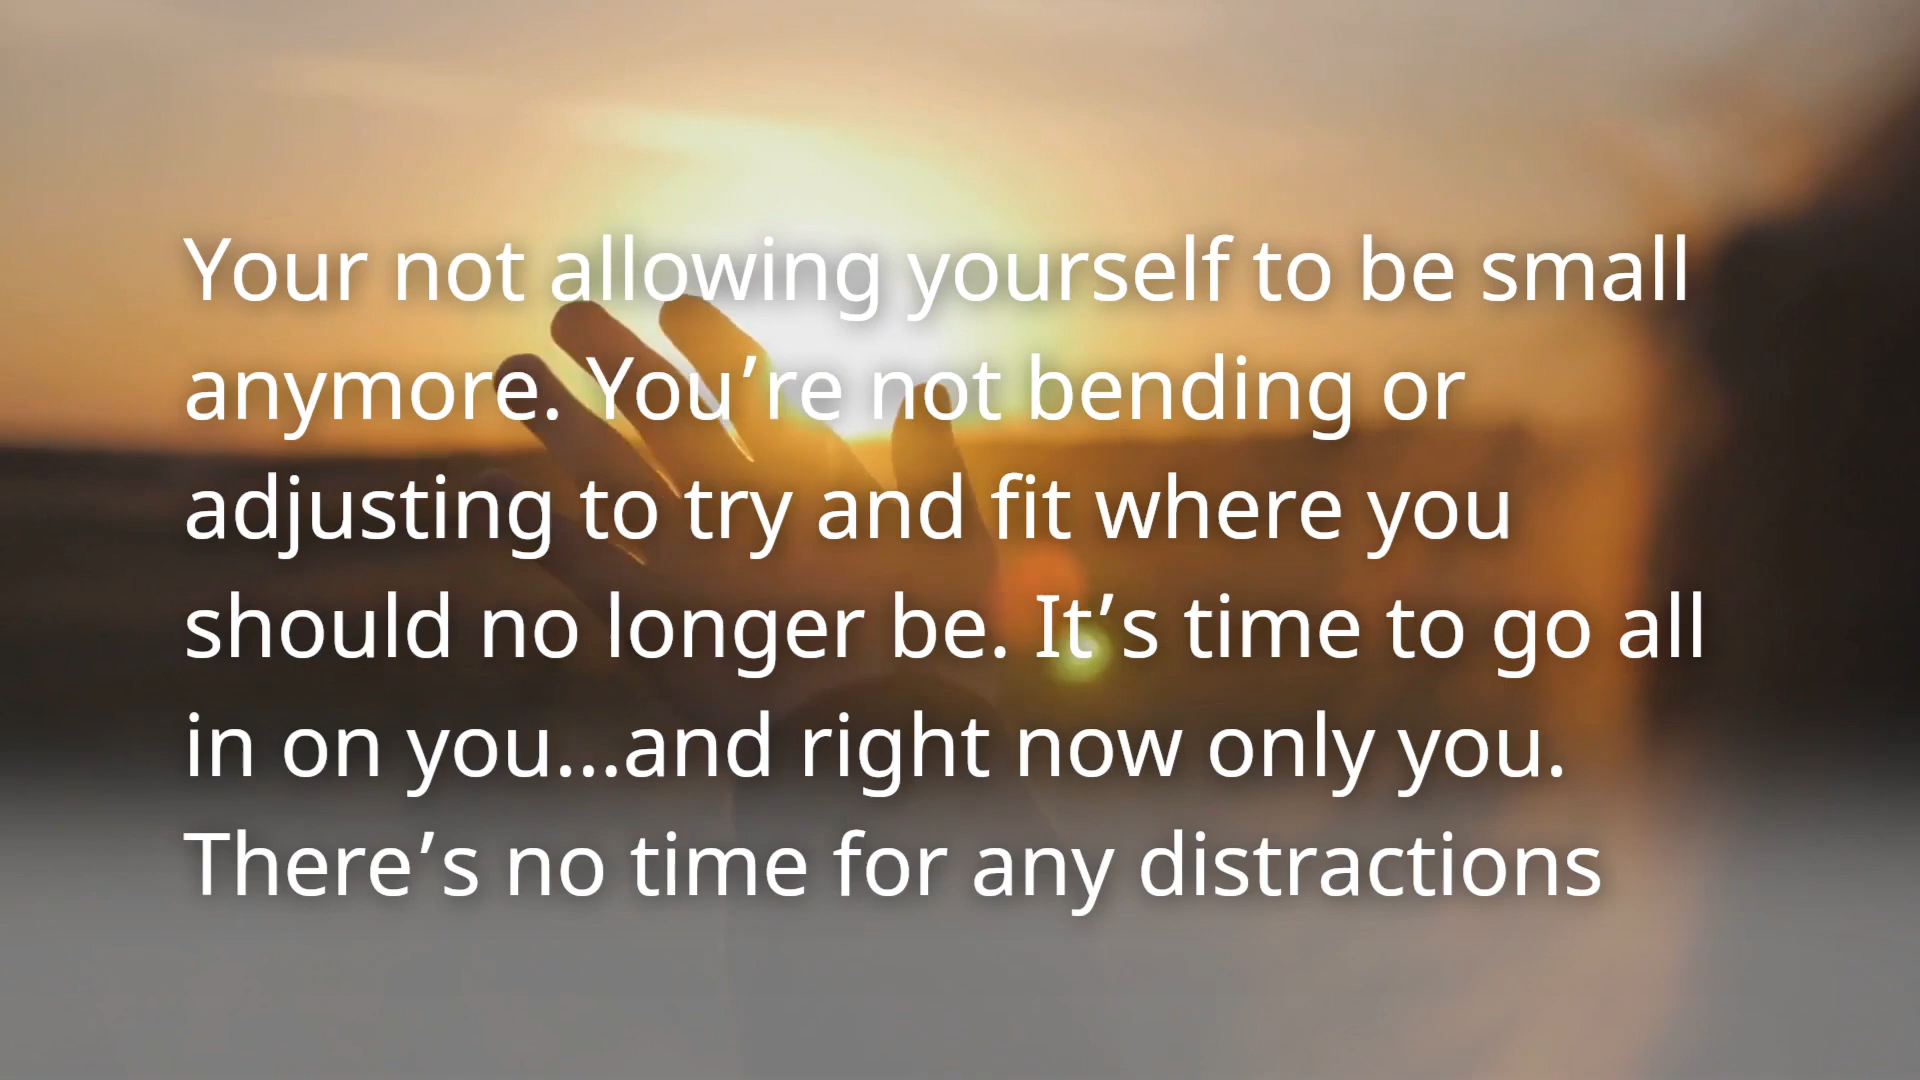 Your not allowing yourself to be small
anymore. You’re not bending or
adjusting to try and fit where you
should no longer be. It’s time to go all
in on you...and right now only you.
There’s no time for any distractions